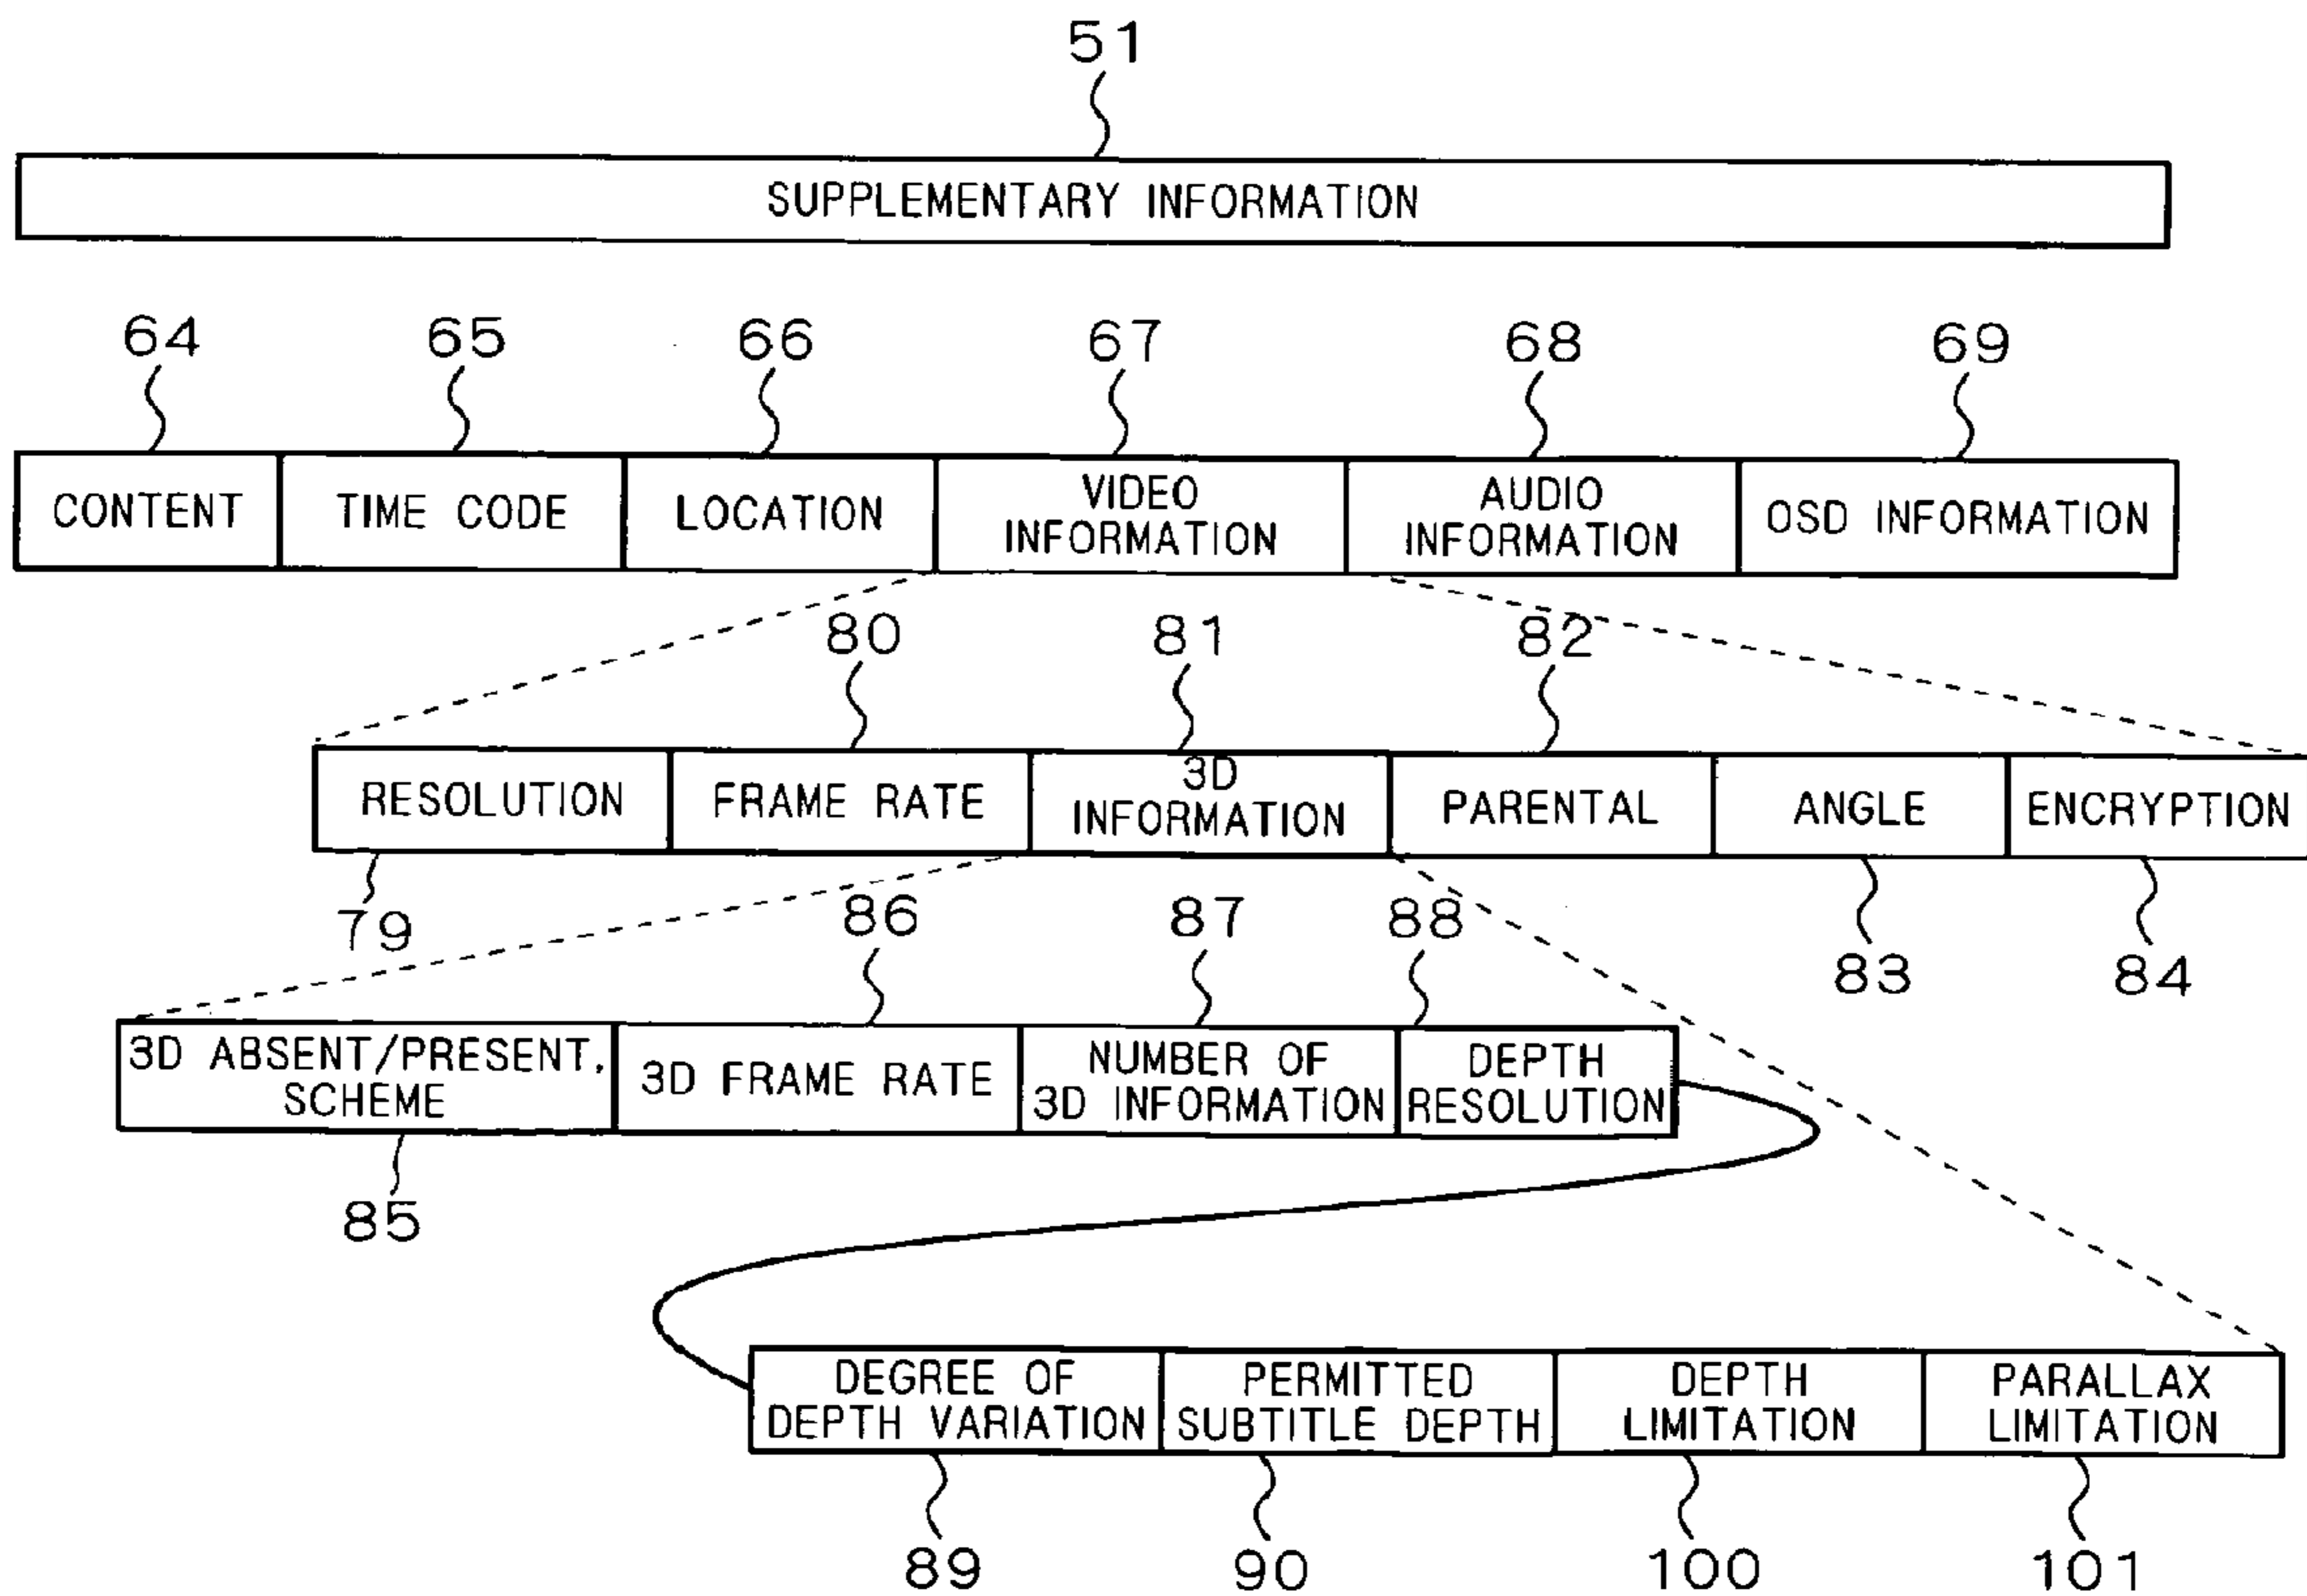 51
SUPPLEMENTARY INFORMATION
64 65 66 67 68 69
CONTENT
TIME CODE
LOCATION
VIDEO
INFORMATION
AUDIO
INFORMATION
OSD INFORMATION
80 81 82
RESOLUTION
FRAME RATE
3D
INFORMATION
PARENTAL
ANGLE
ENCRYPTION
79 86 87 88 83 84
3D ABSENT/PRESENT,
SCHEME
3D FRAME RATE
NUMBER OF
3D INFORMATION
DEPTH
RESOLUTION
85
DEGREE OF
DEPTH VARIATION
PERMITTED
SUBTITLE DEPTH
DEPTH
LIMITATION
PARALLAX
LIMITATION
89 90 100 101